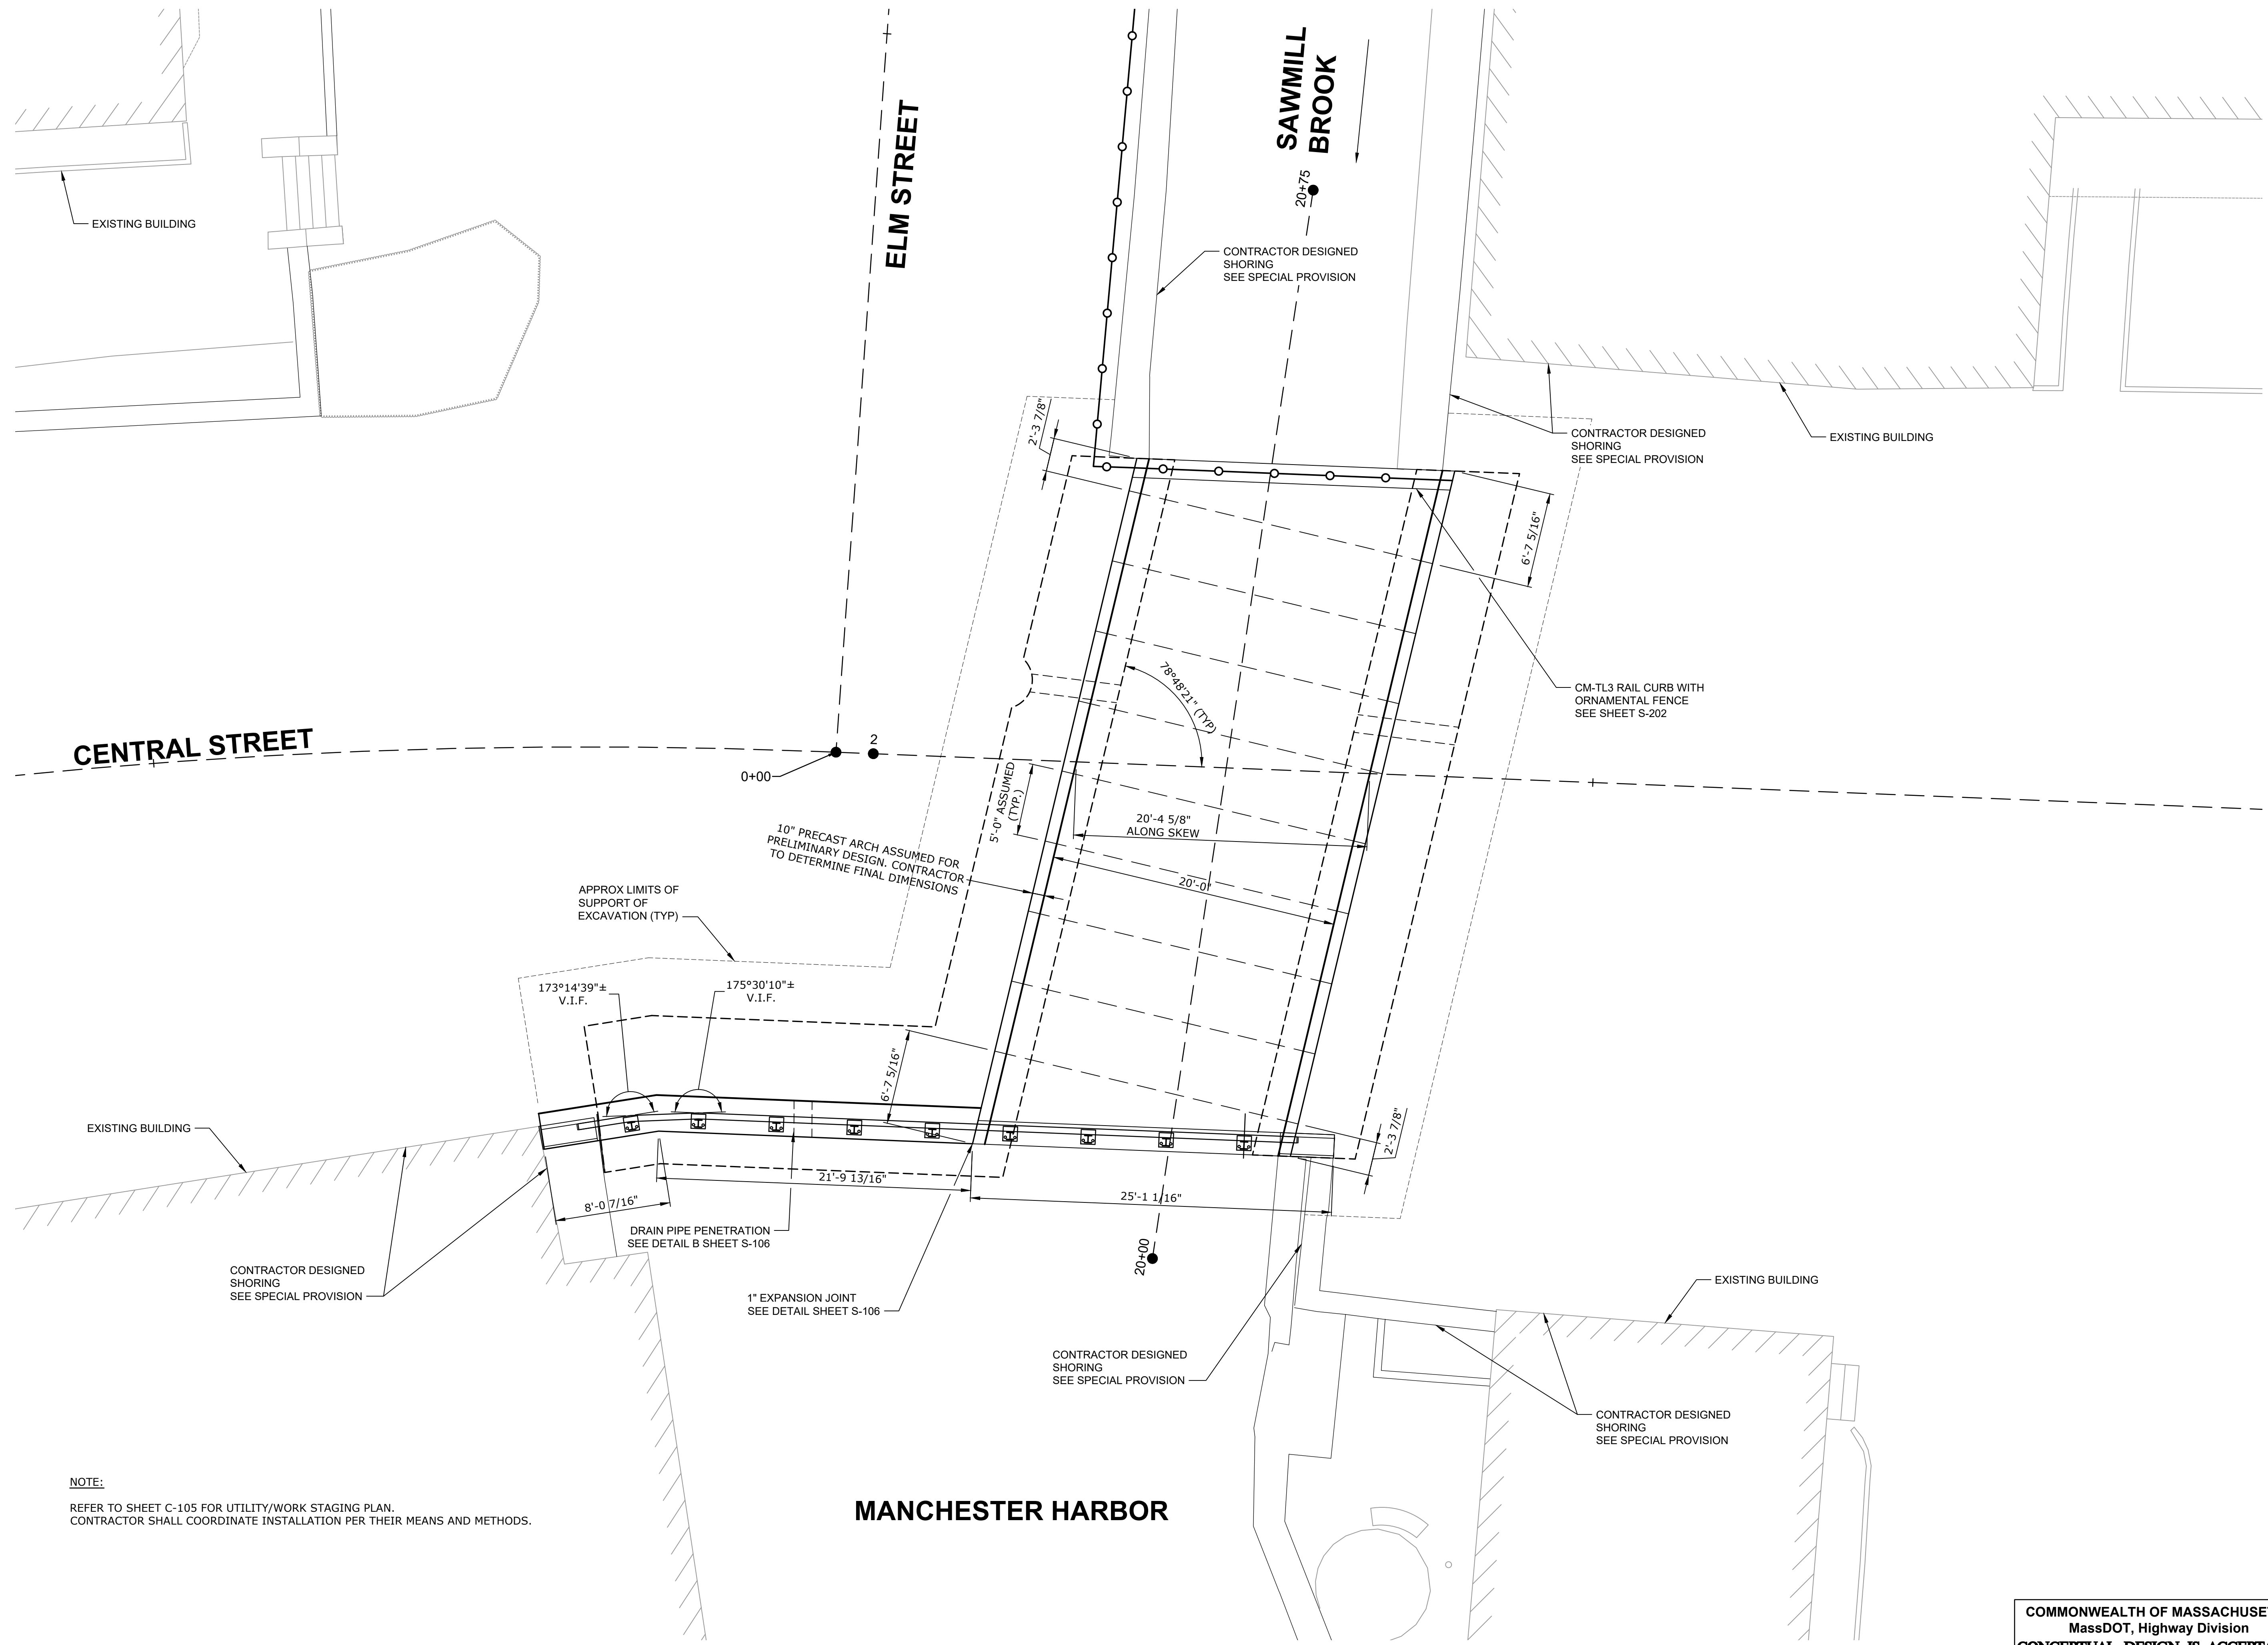 SAWMILL
BROOK
20+75
ELM STREET
EXISTING BUILDING
CONTRACTOR DESIGNED
SHORING
SEE SPECIAL PROVISION
2'-3 7/8"
CONTRACTOR DESIGNED
SHORING
SEE SPECIAL PROVISION
EXISTING BUILDING
6'-7 5/16"
CM-TL3 RAIL CURB WITH
ORNAMENTAL FENCE
SEE SHEET S-202
78°48'21" (TYP)
CENTRAL STREET
2
0+00
5'-0" ASSUMED
(TYP.)
20'-4 5/8"
ALONG SKEW
10" PRECAST ARCH ASSUMED FOR
PRELIMINARY DESIGN. CONTRACTOR
TO DETERMINE FINAL DIMENSIONS
20'-0"
APPROX LIMITS OF
SUPPORT OF
EXCAVATION (TYP)
173°14'39"±
V.I.F.
175°30'10"±
V.I.F.
6'-7 5/16"
2'-3 7/8"
EXISTING BUILDING
21'-9 13/16"
25'-1 1/16"
8'-0 7/16"
DRAIN PIPE PENETRATION
SEE DETAIL B SHEET S-106
20+00
CONTRACTOR DESIGNED
SHORING
SEE SPECIAL PROVISION
1" EXPANSION JOINT
SEE DETAIL SHEET S-106
EXISTING BUILDING
CONTRACTOR DESIGNED
SHORING
SEE SPECIAL PROVISION
CONTRACTOR DESIGNED
SHORING
SEE SPECIAL PROVISION
NOTE:
REFER TO SHEET C-105 FOR UTILITY/WORK STAGING PLAN.
CONTRACTOR SHALL COORDINATE INSTALLATION PER THEIR MEANS AND METHODS.
MANCHESTER HARBOR
COMMONWEALTH OF MASSACHUSE
MassDOT, Highway Division
CONCEPTUAL DESIGN IS